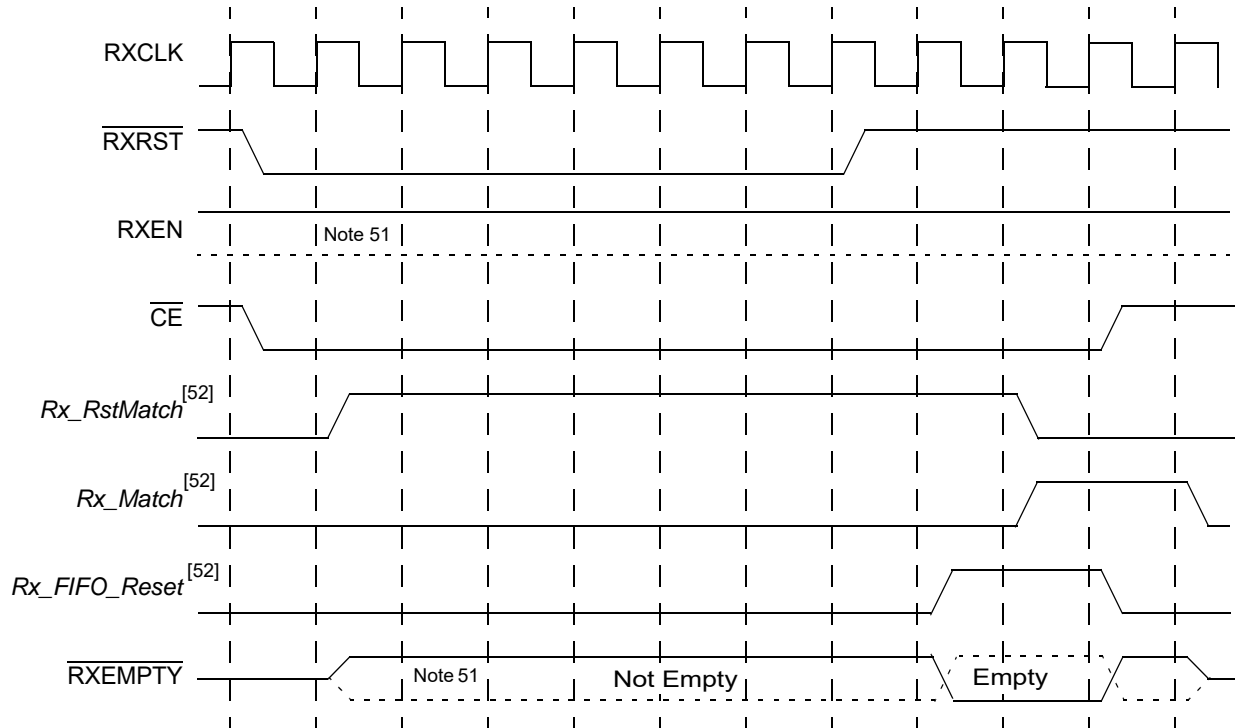 RXCLK
RXRST
RXEN
Note 51
CE
Rx_RstMatch[52]
Rx_Match[52]
Rx_FIFO_Reset[52]
RXEMPTY
Note 51
Not Empty
Empty